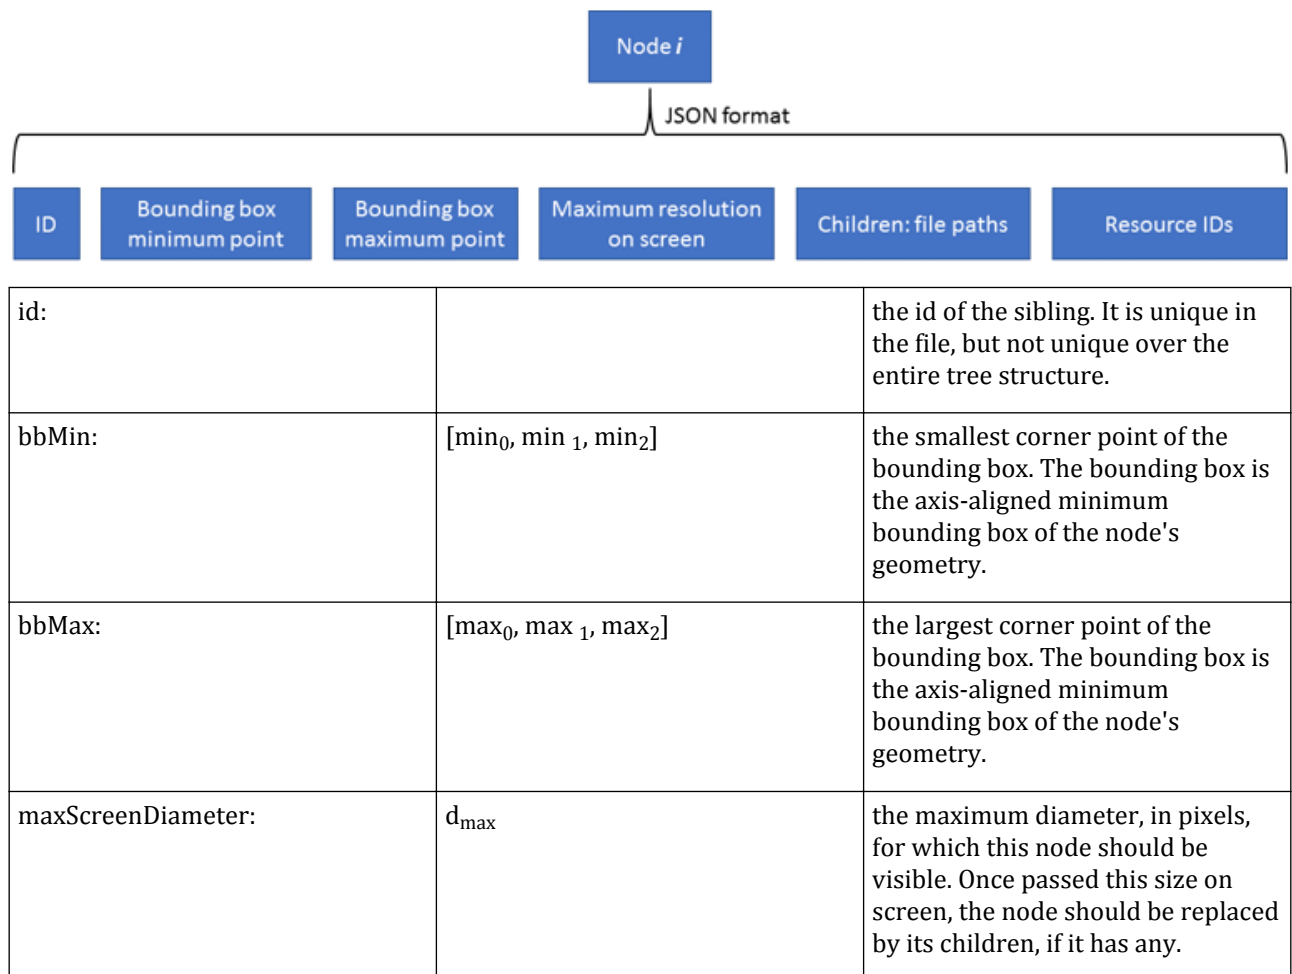 Node i
JSON format
ID
Bounding box
minimum point
Bounding box
maximum point
Maximum resolution
on screen
Children: file paths
Resource IDs
id:
the id of the sibling. It is unique in
the file, but not unique over the
entire tree structure.
bbMin:
[min0, min 1, min2]
the smallest corner point of the
bounding box. The bounding box is
the axis-aligned minimum
bounding box of the node's
geometry.
bbMax:
[max0, max 1, max2]
the largest corner point of the
bounding box. The bounding box is
the axis-aligned minimum
bounding box of the node's
geometry.
maxScreenDiameter:
dmax
the maximum diameter, in pixels,
for which this node should be
visible. Once passed this size on
screen, the node should be replaced
by its children, if it has any.